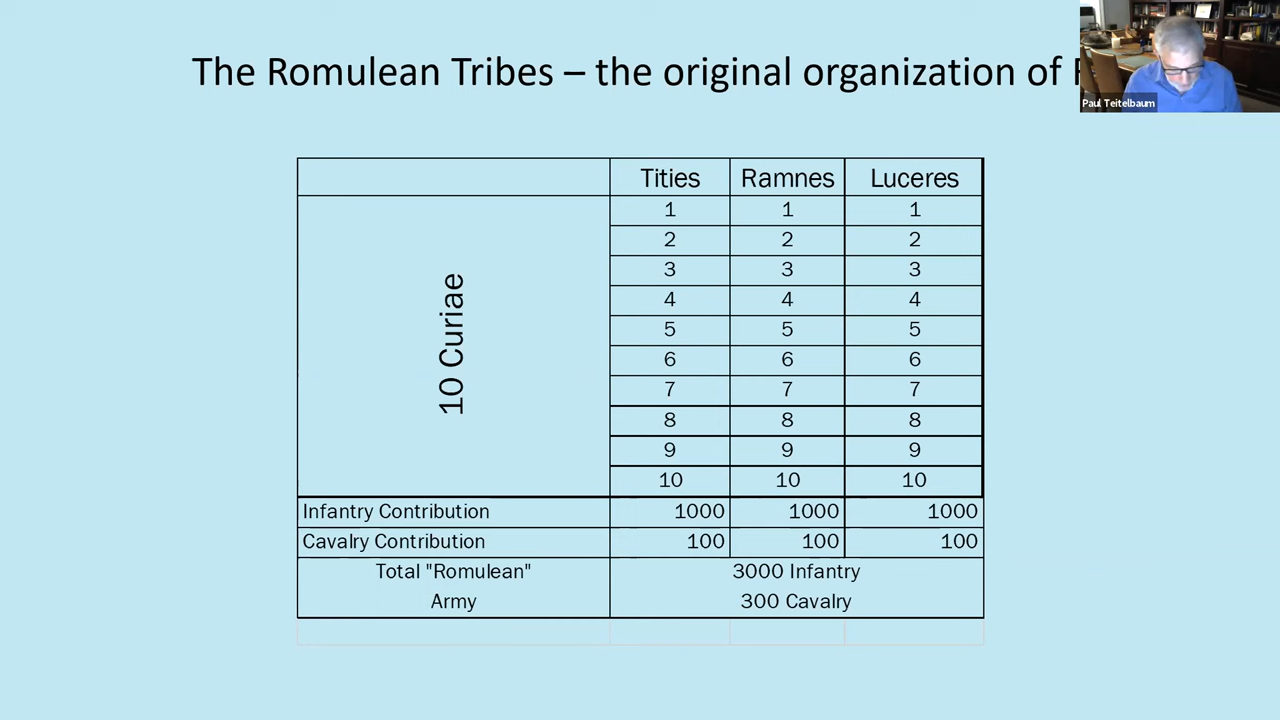 The Romulean Tribes – the original organization of
Paul Teitelbaum
Tities Ramnes Luceres
10 Curiae
1 1 1
2 2 2
3 3 3
4 4 4
5 5 5
6 6 6
7 7 7
8 8 8
9 9 9
10 10 10
Infantry Contribution 1000 1000 1000
Cavalry Contribution 100 100 100
Total "Romulean" 3000 Infantry
Army 300 Cavalry